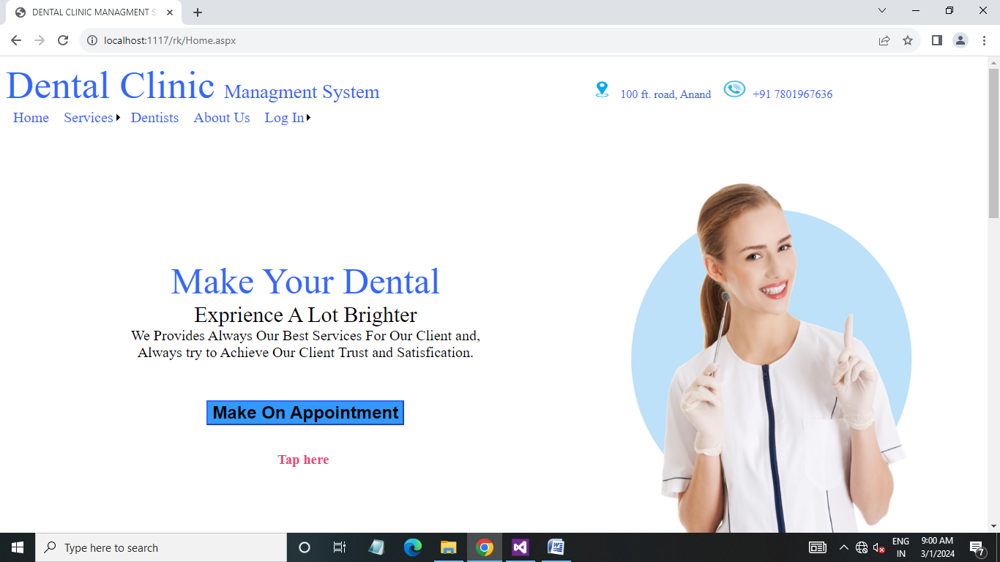 DENTAL CLINIC MANAGMENT S
localhost:1117/rk/Home.aspx
Dental Clinic Managment System
100 ft. road, Anand
+91 7801967636
Home Services Dentists About Us Log In
Make Your Dental
Exprience A Lot Brighter
We Provides Always Our Best Services For Our Client and,
Always try to Achieve Our Client Trust and Satisfication.
Make On Appointment
Tap here
Type here to search
ENG
IN
9:00 AM
3/1/2024
7